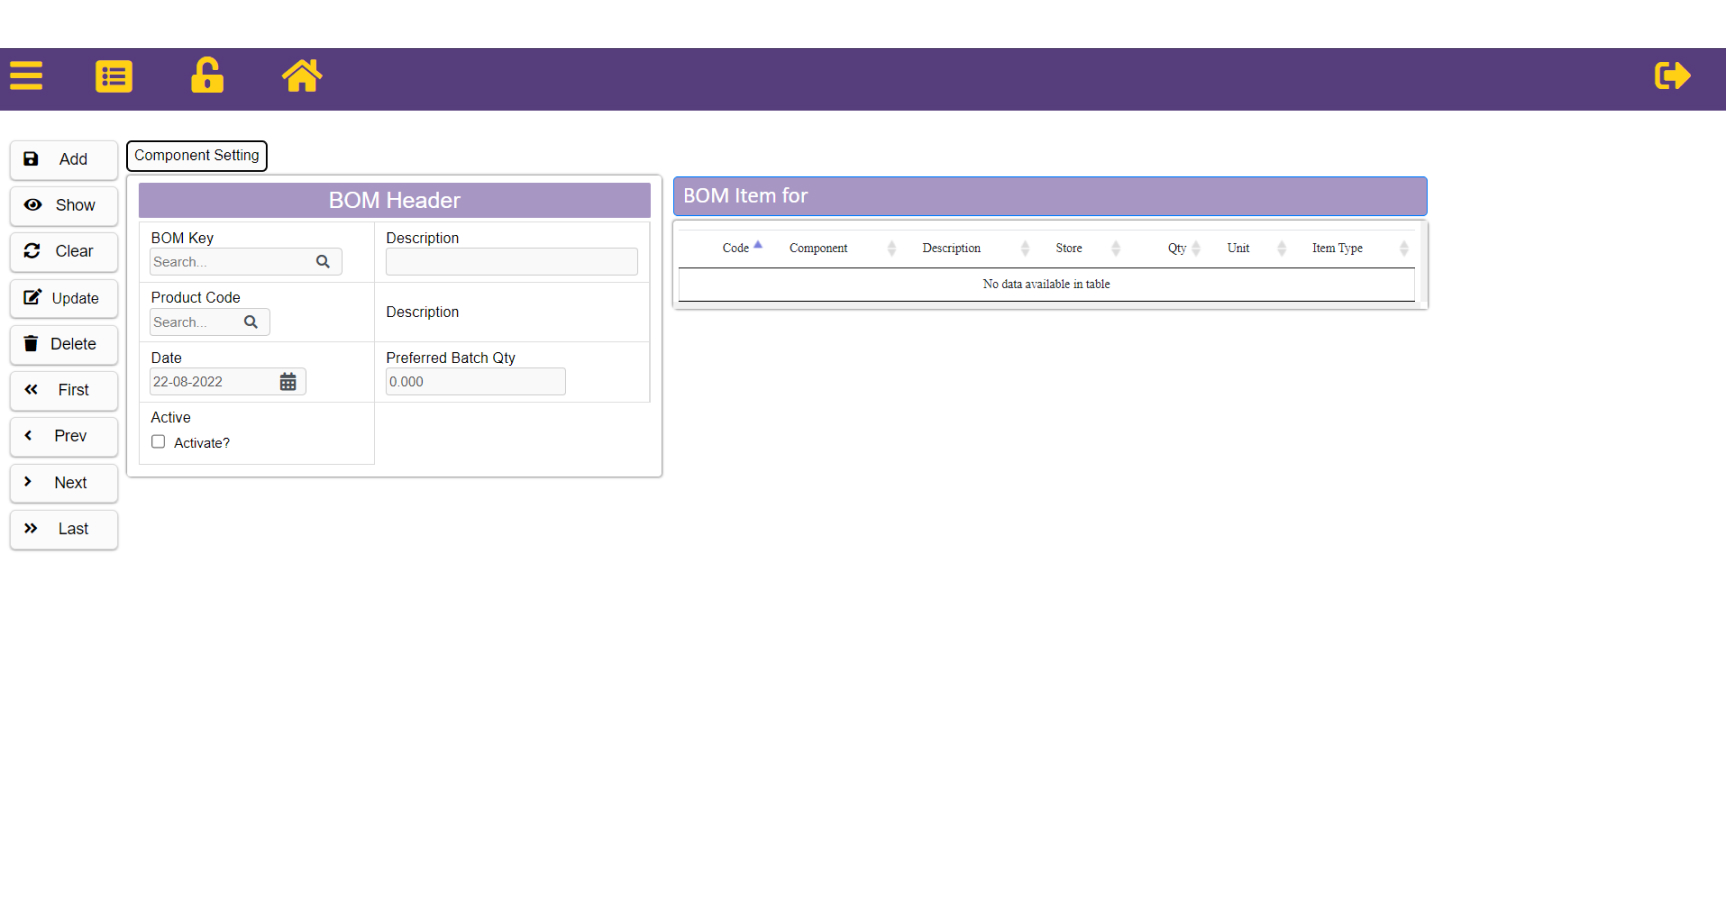 Add
Show
Clear
Update
Delete
First
Prev
Next
Last
Component Setting
BOM Header
BOM Key
Search...
Description
Product Code
Search...
Description
Date
22-08-2022
Preferred Batch Qty
0.000
Active
Activate?
BOM Item for
Code Component Description Store Qty Unit Item Type
No data available in table